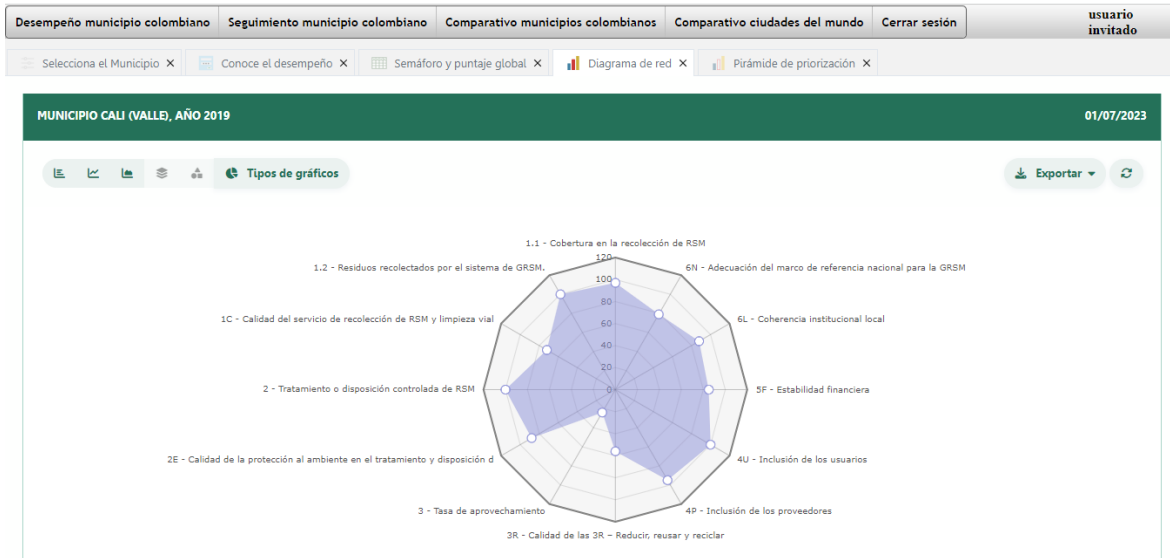 Desempeño municipio colombiano Seguimiento municipio colombiano Comparativo municipios colombianos Comparativo ciudades del mundo Cerrar sesión usuario
invitado
Selecciona el Municipio X Conoce el desempeño X Semáforo y puntaje global X Diagrama de red X Pirámide de priorización X
MUNICIPIO CALI (VALLE), AÑO 2019 01/07/2023
Tipos de gráficos Exportar
1.1 - Cobertura en la recolección de RSM
120
1.2 - Residuos recolectados por el sistema de GRSM. 6N - Adecuación del marco de referencia nacional para la GRSM
100
80
1C - Calidad del servicio de recolección de RSM y limpieza vial 6L - Coherencia institucional local
60
40
20
2 - Tratamiento o disposición controlada de RSM 0 5F - Estabilidad financiera
2E - Calidad de la protección al ambiente en el tratamiento y disposición d 4U - Inclusión de los usuarios
3 - Tasa de aprovechamiento 4P - Inclusión de los proveedores
3R - Calidad de las 3R – Reducir, reusar y reciclar